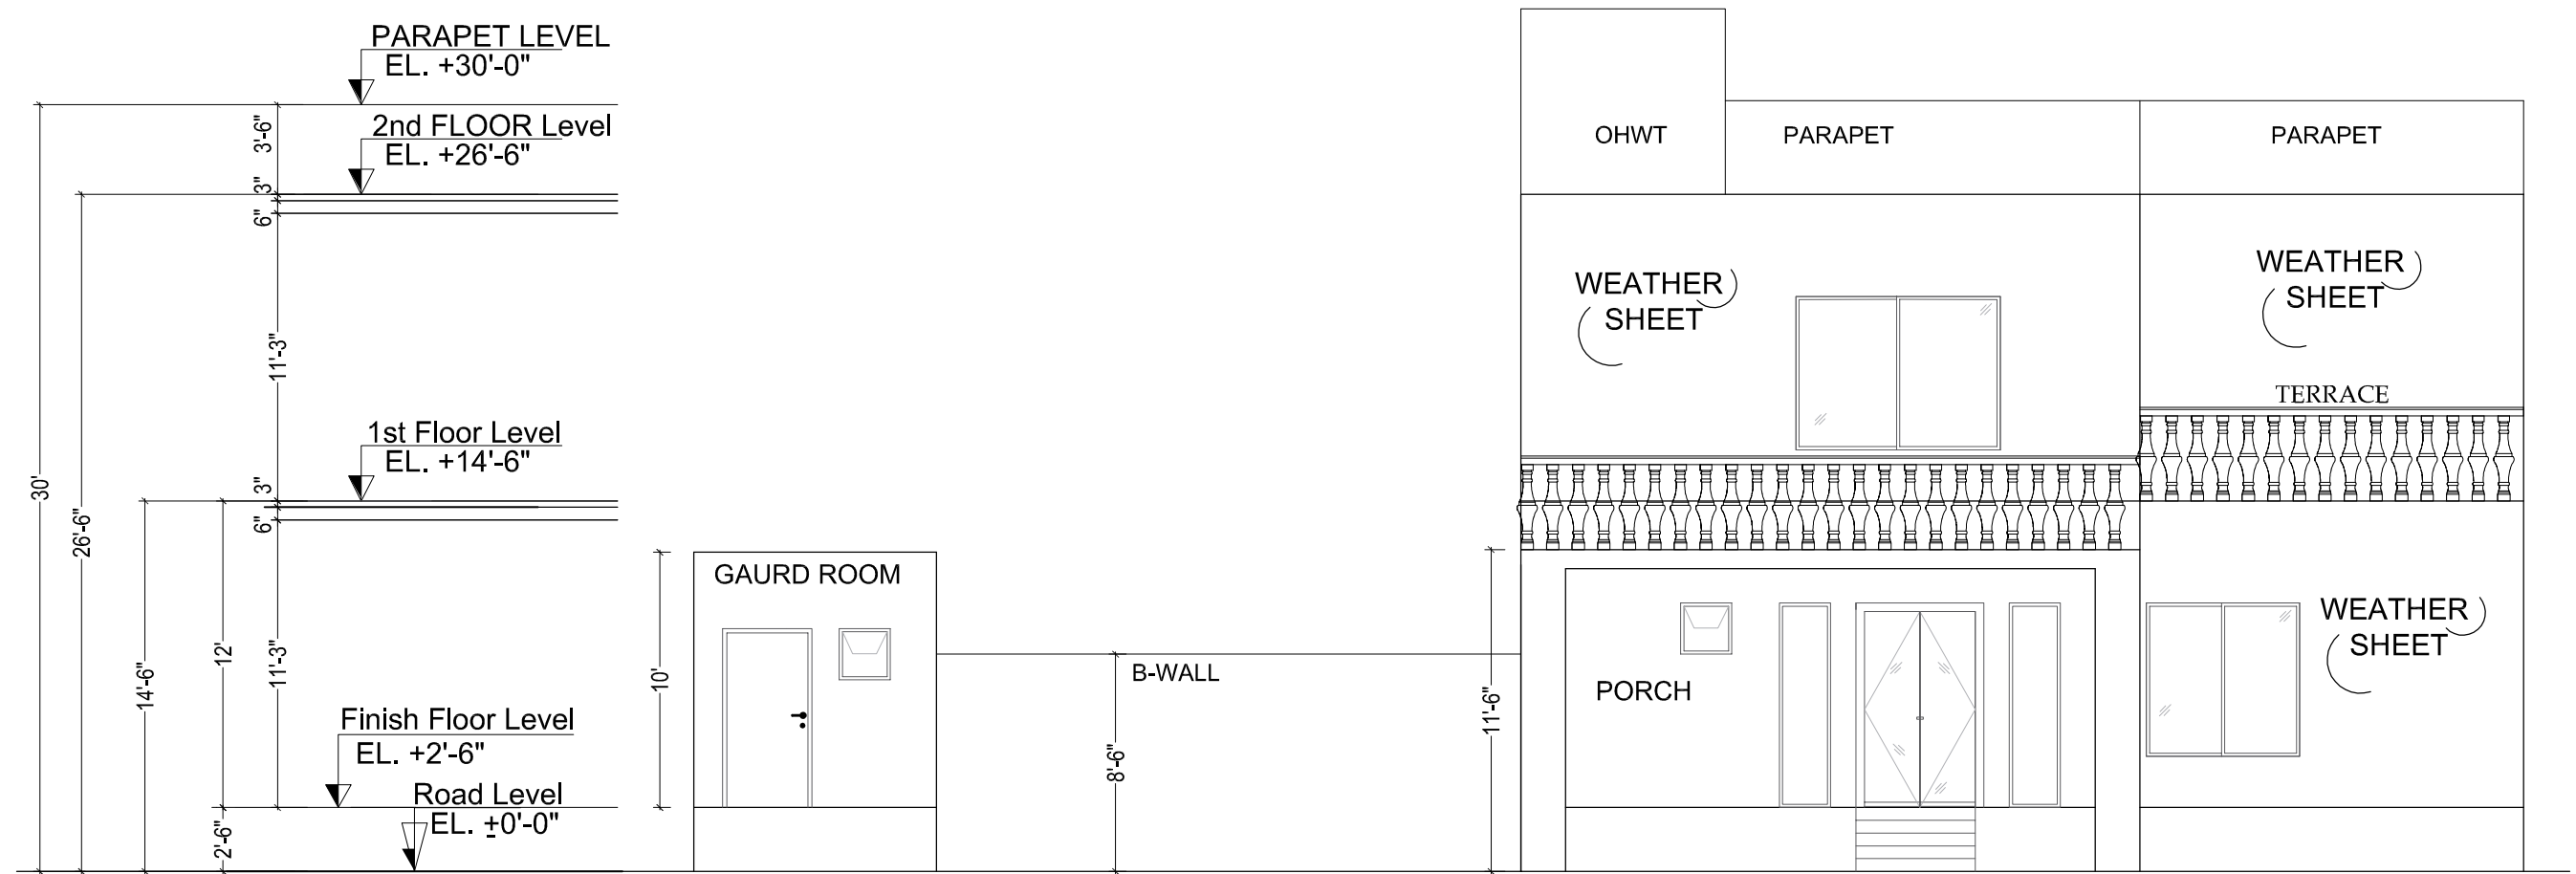 PARAPET LEVEL
EL. +30'-0"
2nd FLOOR Level
EL. +26'-6"
1st Floor Level
EL. +14'-6"
Finish Floor Level
EL. +2'-6"
Road Level
EL. ±0'-0"
30'
26'-6"
14'-6"
12'
2'-6"
3'-6"
3"
6"
11'-3"
3"
6"
11'-3"
10'
GAURD ROOM
8'-6"
B-WALL
11'-6"
OHWT
PARAPET
PARAPET
WEATHER
SHEET
WEATHER
SHEET
TERRACE
PORCH
WEATHER
SHEET